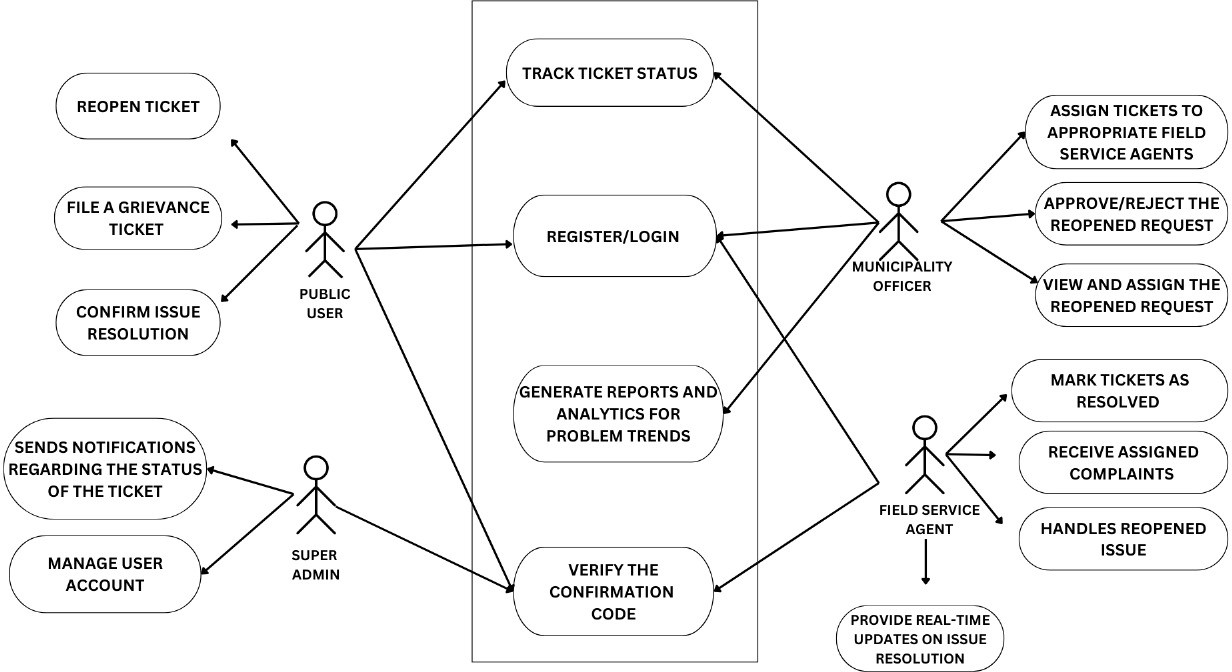 REOPEN TICKET
FILE A GRIEVANCE
TICKET
CONFIRM ISSUE
RESOLUTION
PUBLIC
USER
SENDS NOTIFICATIONS
REGARDING THE STATUS
OF THE TICKET
MANAGE USER
ACCOUNT
SUPER
ADMIN
TRACK TICKET STATUS
REGISTER/LOGIN
GENERATE REPORTS AND
ANALYTICS FOR
PROBLEM TRENDS
VERIFY THE
CONFIRMATION
CODE
MUNICIPALITY
OFFICER
ASSIGN TICKETS TO
APPROPRIATE FIELD
SERVICE AGENTS
APPROVE/REJECT THE
REOPENED REQUEST
VIEW AND ASSIGN THE
REOPENED REQUEST
FIELD SERVICE
AGENT
MARK TICKETS AS
RESOLVED
RECEIVE ASSIGNED
COMPLAINTS
HANDLES REOPENED
ISSUE
PROVIDE REAL-TIME
UPDATES ON ISSUE
RESOLUTION